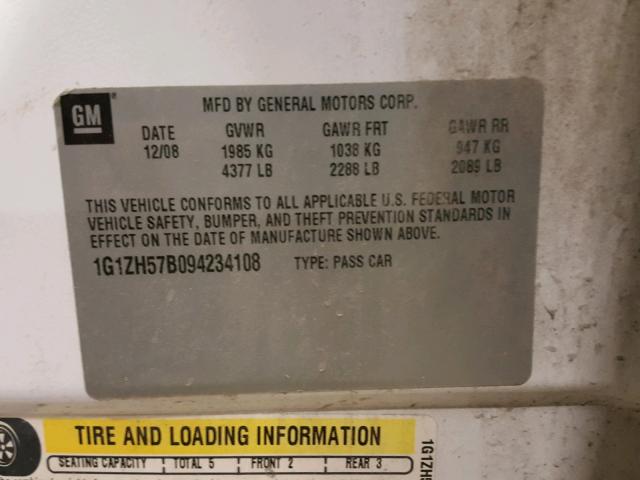 GM
MFD BY GENERAL MOTORS CORP.
DATE GVWR GAWR FRT GAWR RR
12/08 1985 KG 1038 KG 947 KG
4377 LB 2288 LB 2089 LB
THIS VEHICLE CONFORMS TO ALL APPLICABLE U.S. FEDERAL MOTOR
VEHICLE SAFETY, BUMPER, AND THEFT PREVENTION STANDARDS IN
EFFECT ON THE DATE OF MANUFACTURE SHOWN ABOVE.
1G1ZH57B094234108 TYPE: PASS CAR
TIRE AND LOADING INFORMATION
SEATING CAPACITY TOTAL 5 FRONT 2 REAR 3
1G1ZH5